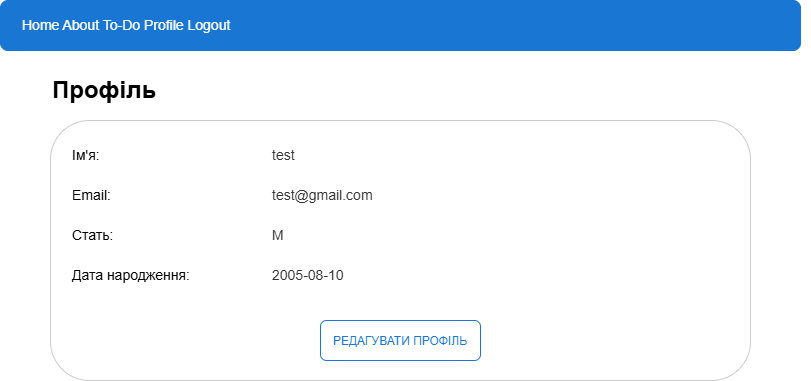 Home About To-Do Profile Logout
Профіль
Ім'я: test
Email: test@gmail.com
Стать: M
Дата народження: 2005-08-10
РЕДАГУВАТИ ПРОФІЛЬ